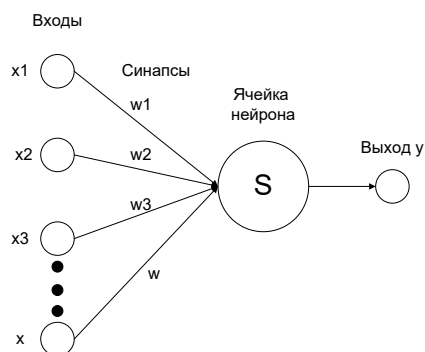 Входы
x1
Синапсы
w1
Ячейка
нейрона
x2
w2
Выход y
S
w3
x3
w
x